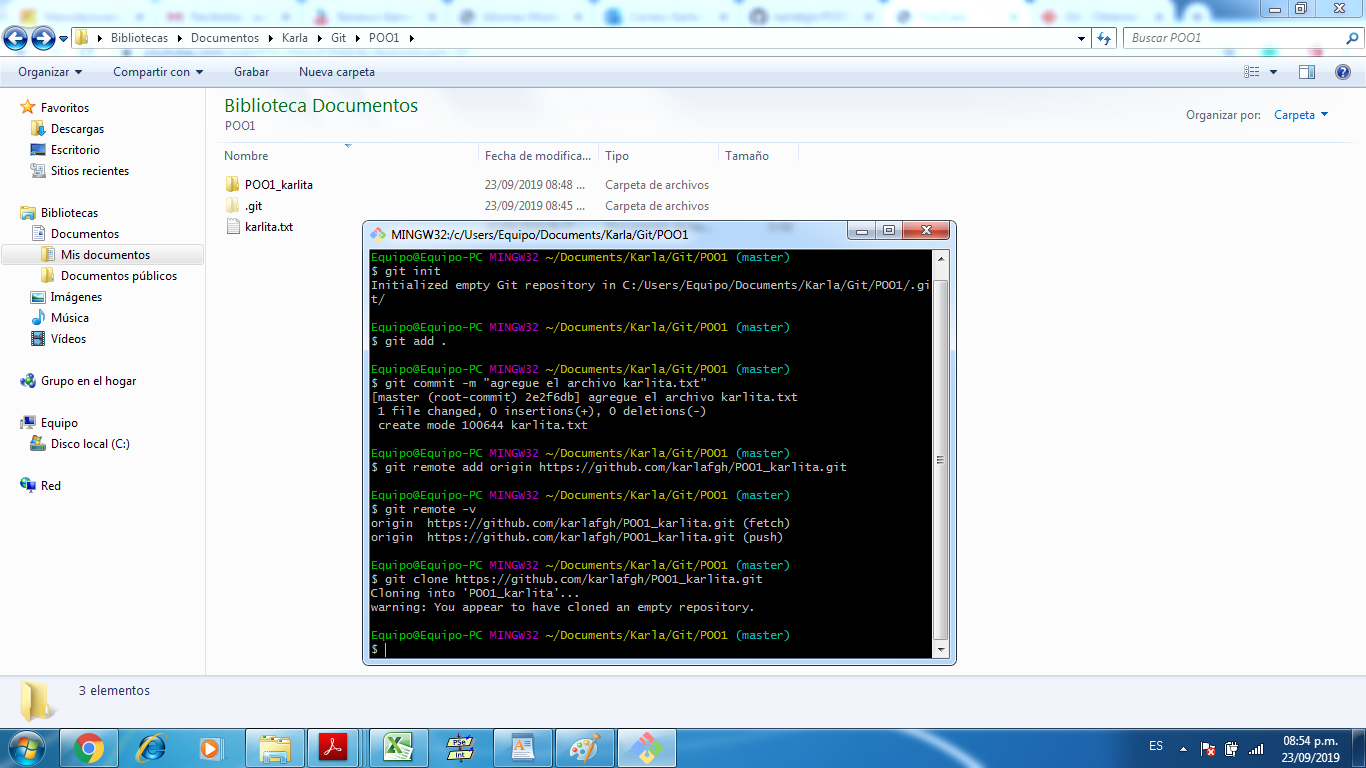 Bibliotecas
Documentos
Karla
Git
POO1
Buscar POO1
Organizar
Compartir con
Grabar
Nueva carpeta
Favoritos
Descargas
Escritorio
Sitios recientes
Bibliotecas
Documentos
Mis documentos
Documentos públicos
Imágenes
Música
Vídeos
Grupo en el hogar
Equipo
Disco local (C:)
Red
Biblioteca Documentos
POO1
Organizar por: Carpeta
Nombre Fecha de modifica... Tipo Tamaño
POO1_karlita 23/09/2019 08:48 ... Carpeta de archivos
.git 23/09/2019 08:45 ... Carpeta de archivos
karlita.txt
MINGW32:/c/Users/Equipo/Documents/Karla/Git/POO1
Equipo@Equipo-PC MINGW32 ~/Documents/Karla/Git/POO1 (master)
$ git init
Initialized empty Git repository in C:/Users/Equipo/Documents/Karla/Git/POO1/.gi
t/
Equipo@Equipo-PC MINGW32 ~/Documents/Karla/Git/POO1 (master)
$ git add .
Equipo@Equipo-PC MINGW32 ~/Documents/Karla/Git/POO1 (master)
$ git commit -m "agregue el archivo karlita.txt"
[master (root-commit) 2e2f6db] agregue el archivo karlita.txt
1 file changed, 0 insertions(+), 0 deletions(-)
create mode 100644 karlita.txt
Equipo@Equipo-PC MINGW32 ~/Documents/Karla/Git/POO1 (master)
$ git remote add origin https://github.com/karlafgh/POO1_karlita.git
Equipo@Equipo-PC MINGW32 ~/Documents/Karla/Git/POO1 (master)
$ git remote -v
origin https://github.com/karlafgh/POO1_karlita.git (fetch)
origin https://github.com/karlafgh/POO1_karlita.git (push)
Equipo@Equipo-PC MINGW32 ~/Documents/Karla/Git/POO1 (master)
$ git clone https://github.com/karlafgh/POO1_karlita.git
Cloning into 'POO1_karlita'...
warning: You appear to have cloned an empty repository.
Equipo@Equipo-PC MINGW32 ~/Documents/Karla/Git/POO1 (master)
$
3 elementos
PSe
Int
ES
08:54 p.m.
23/09/2019